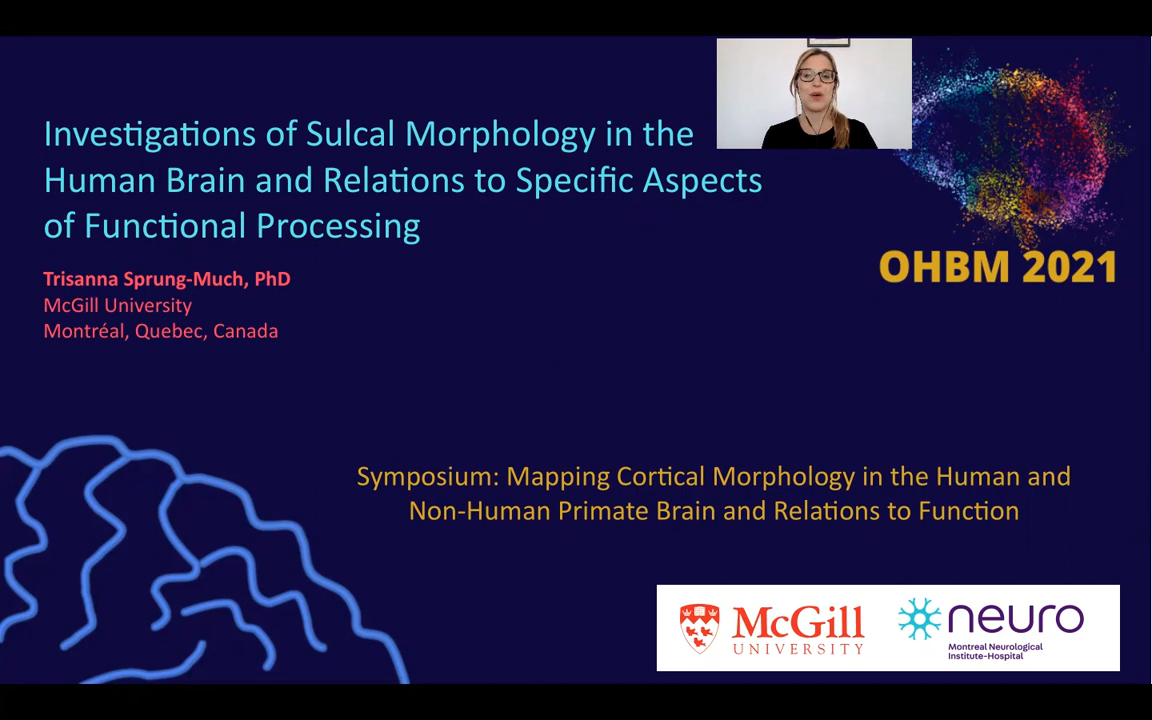 Investigations of Sulcal Morphology in the
Human Brain and Relations to Specific Aspects
of Functional Processing
Trisanna Sprung-Much, PhD
McGill University
Montréal, Quebec, Canada
OHBM 2021
Symposium: Mapping Cortical Morphology in the Human and
Non-Human Primate Brain and Relations to Function
McGill
UNIVERSITY
neuro
Montreal Neurological
Institute-Hospital